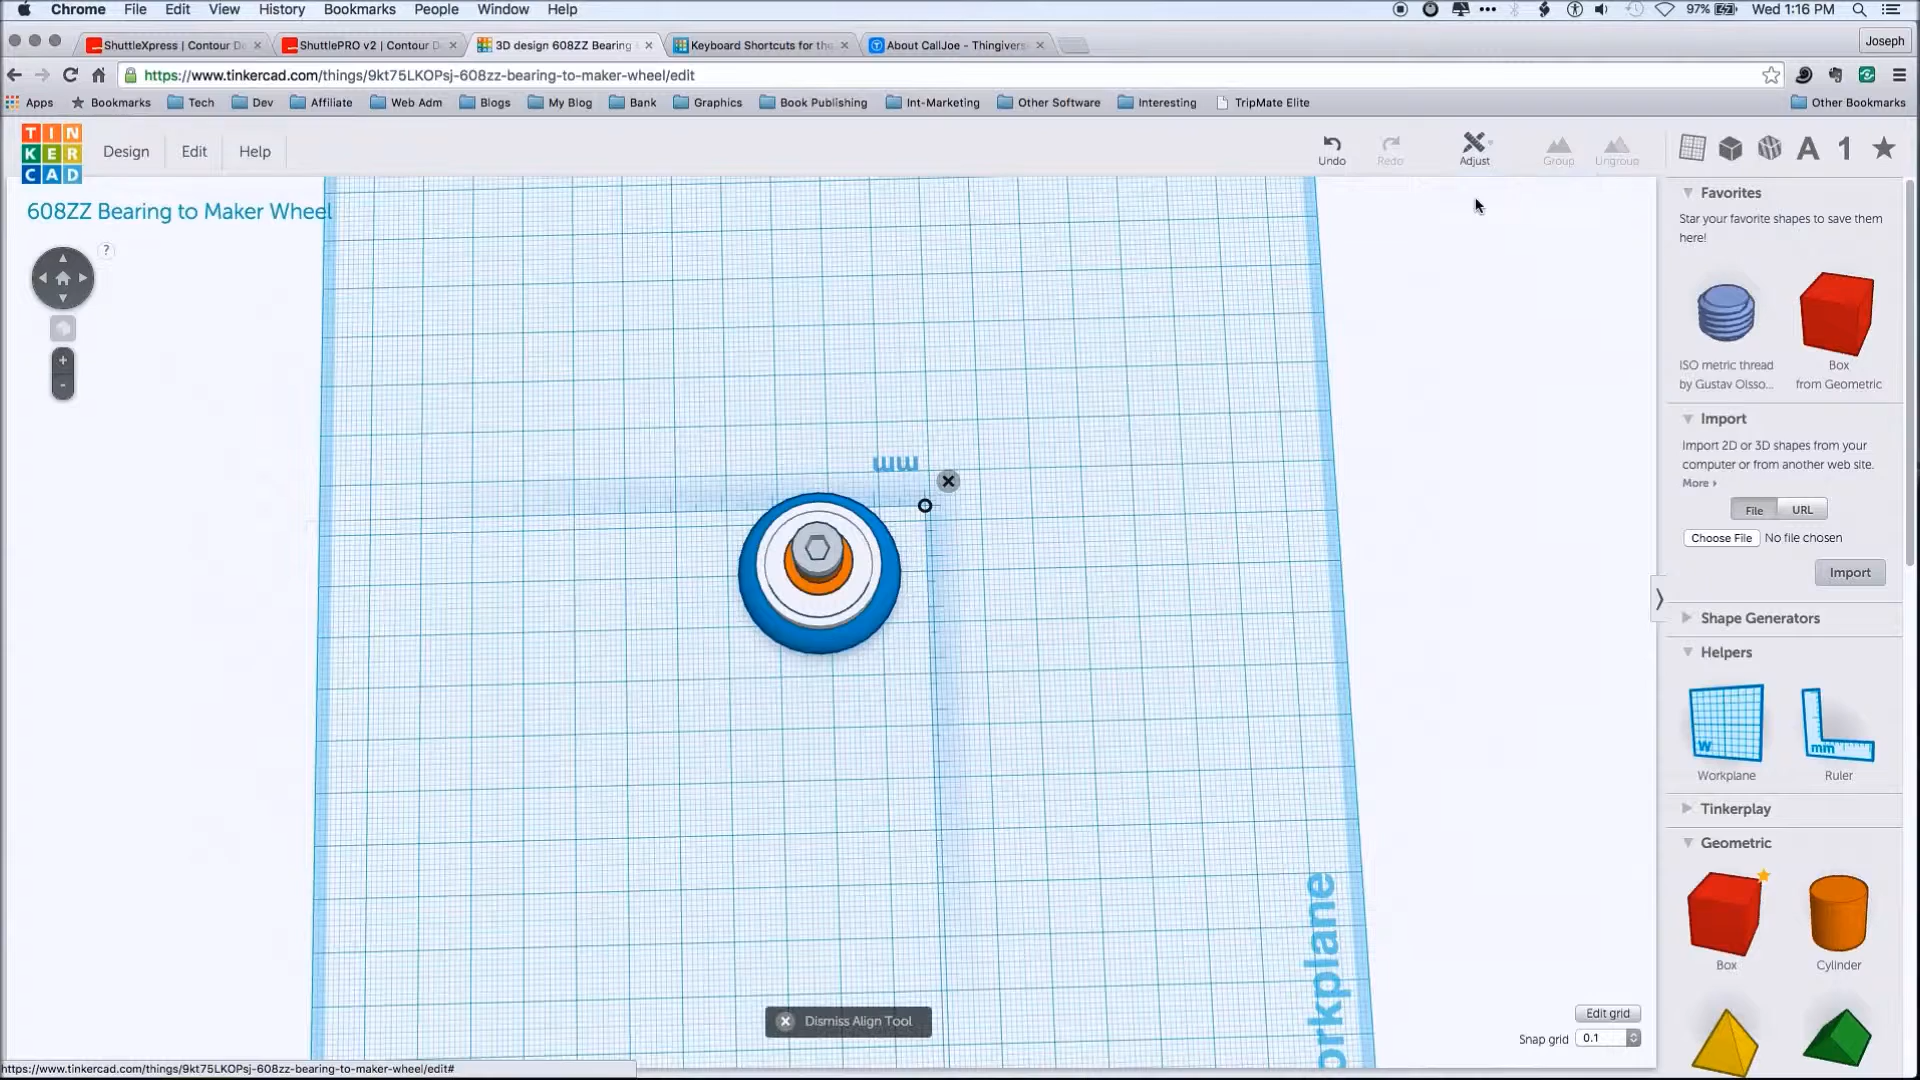 Chrome File Edit View History Bookmarks People Window Help
97% Wed 1:16 PM
ShuttleXpress | Contour De
ShuttlePRO v2 | Contour D
3D design 608ZZ Bearing
Keyboard Shortcuts for the
About CallJoe - Thingivers
Joseph
https://www.tinkercad.com/things/9kt75LKOPsj-608zz-bearing-to-maker-wheel/edit
Apps Bookmarks Tech Dev Affiliate Web Adm Blogs My Blog Bank Graphics Book Publishing Int-Marketing Other Software Interesting TripMate Elite Other Bookmarks
TIN
KER
CAD
Design Edit Help
Undo Redo Adjust Group Ungroup
A 1
608ZZ Bearing to Maker Wheel
?
+
-
mm
Favorites
Star your favorite shapes to save them
here!
ISO metric thread
by Gustav Olsso...
Box
from Geometric
Import
Import 2D or 3D shapes from your
computer or from another web site.
More ›
File URL
Choose File No file chosen
Import
Shape Generators
Helpers
W
mm
Workplane Ruler
Tinkerplay
Geometric
Box Cylinder
orkplane
Dismiss Align Tool
Edit grid
Snap grid 0.1
https://www.tinkercad.com/things/9kt75LKOPsj-608zz-bearing-to-maker-wheel/edit#